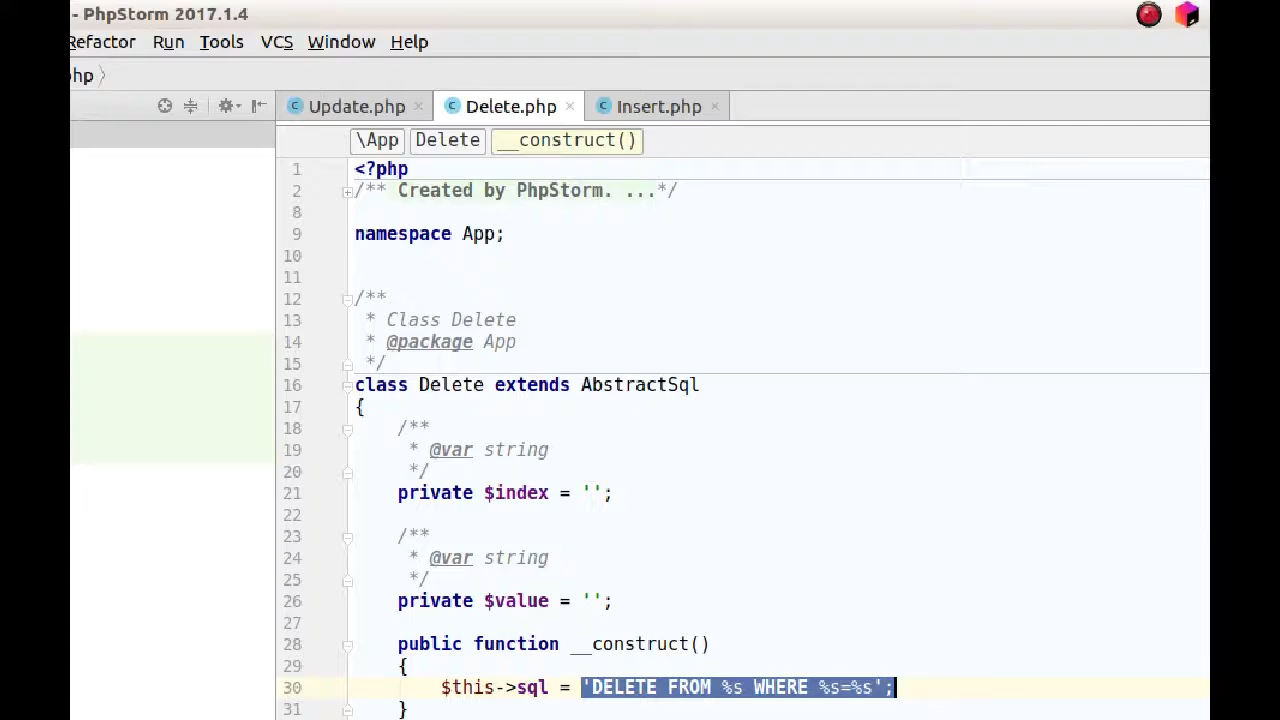 - PhpStorm 2017.1.4
Refactor Run Tools VCS Window Help
hp
Update.php Delete.php Insert.php
\App Delete __construct()
1 <?php
2 /** Created by PhpStorm. ...*/
8
9 namespace App;
10
11
12 /**
13 * Class Delete
14 * @package App
15 */
16 class Delete extends AbstractSql
17 {
18 /**
19 * @var string
20 */
21 private $index = '';
22
23 /**
24 * @var string
25 */
26 private $value = '';
27
28 public function __construct()
29 {
30 $this->sql = 'DELETE FROM %s WHERE %s=%s';
31 }